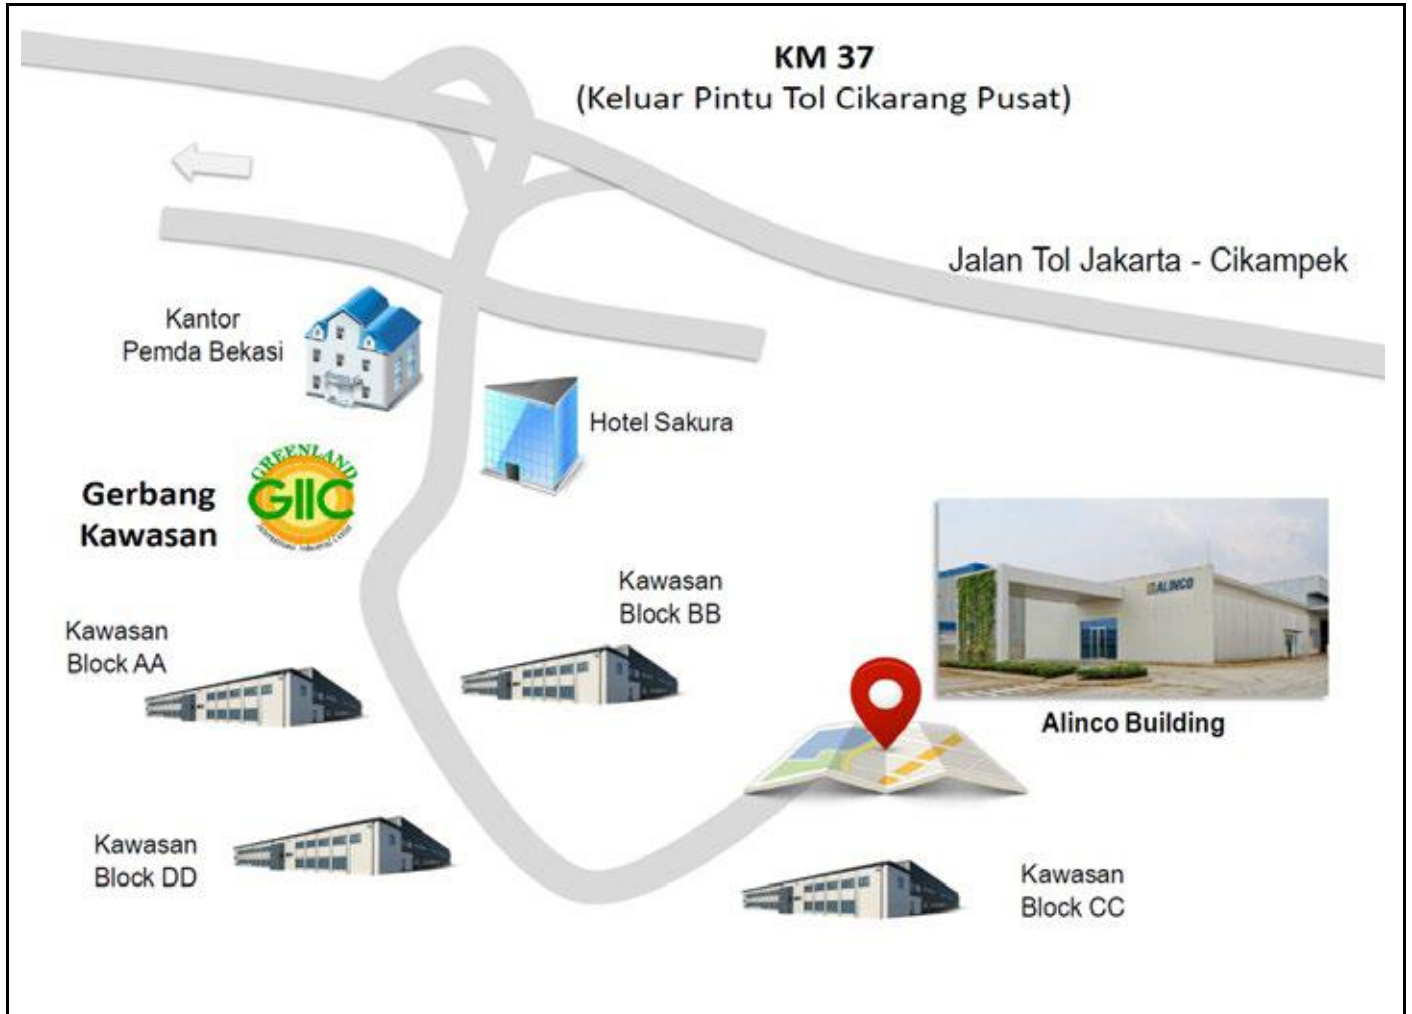 KM 37
(Keluar Pintu Tol Cikarang Pusat)
Jalan Tol Jakarta - Cikampek
Kantor
Pemda Bekasi
Hotel Sakura
Gerbang
Kawasan
GREENLAND
GIIC
Kawasan
Block BB
ALINCO
Kawasan
Block AA
Alinco Building
Kawasan
Block DD
Kawasan
Block CC